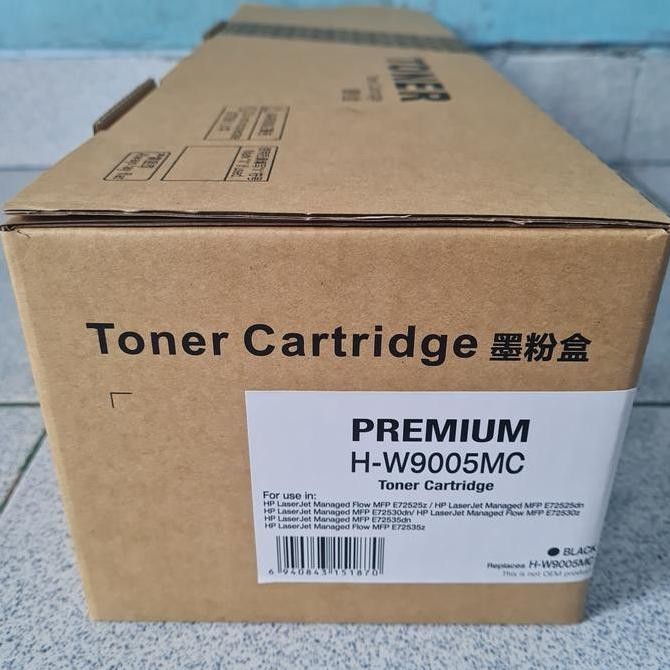 TONER
Toner Cartridge 墨粉盒
PREMIUM
H-W9005MC
Toner Cartridge
For use in:
HP LaserJet Managed Flow MFP E72525z / HP LaserJet Managed MFP E72525dn
HP LaserJet Managed MFP E72530dn/ HP LaserJet Managed Flow MFP E72530z
HP LaserJet Managed MFP E72535dn
HP LaserJet Managed Flow MFP E72535z
6 940843 151870
BLACK
Replaces H-W9005MC
This is not OEM product